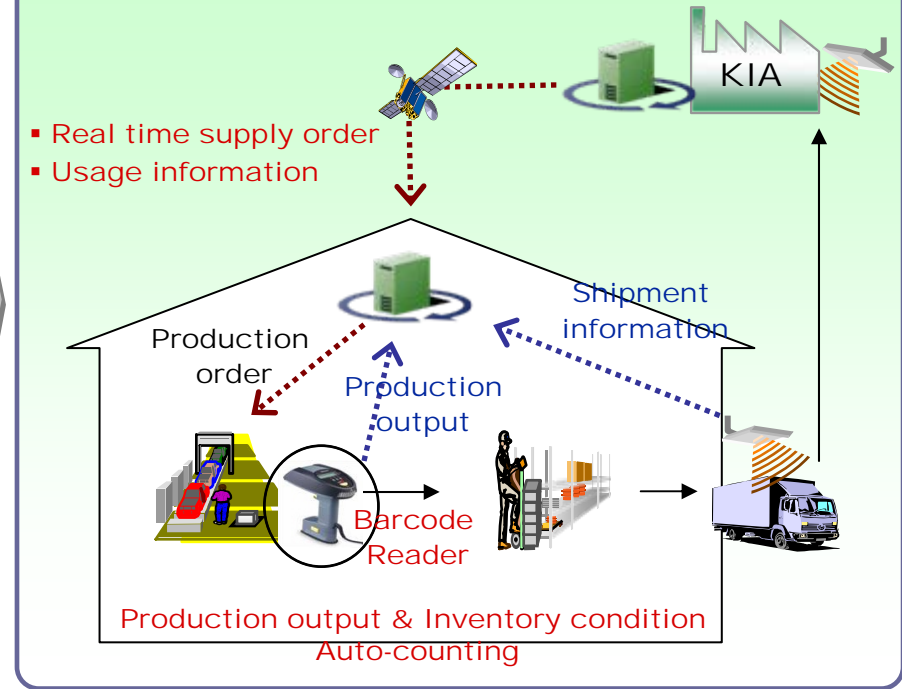 KIA
▪ Real time supply order
▪ Usage information
Shipment
information
Production
order
Production
output
Barcode
Reader
Production output & Inventory condition
Auto-counting